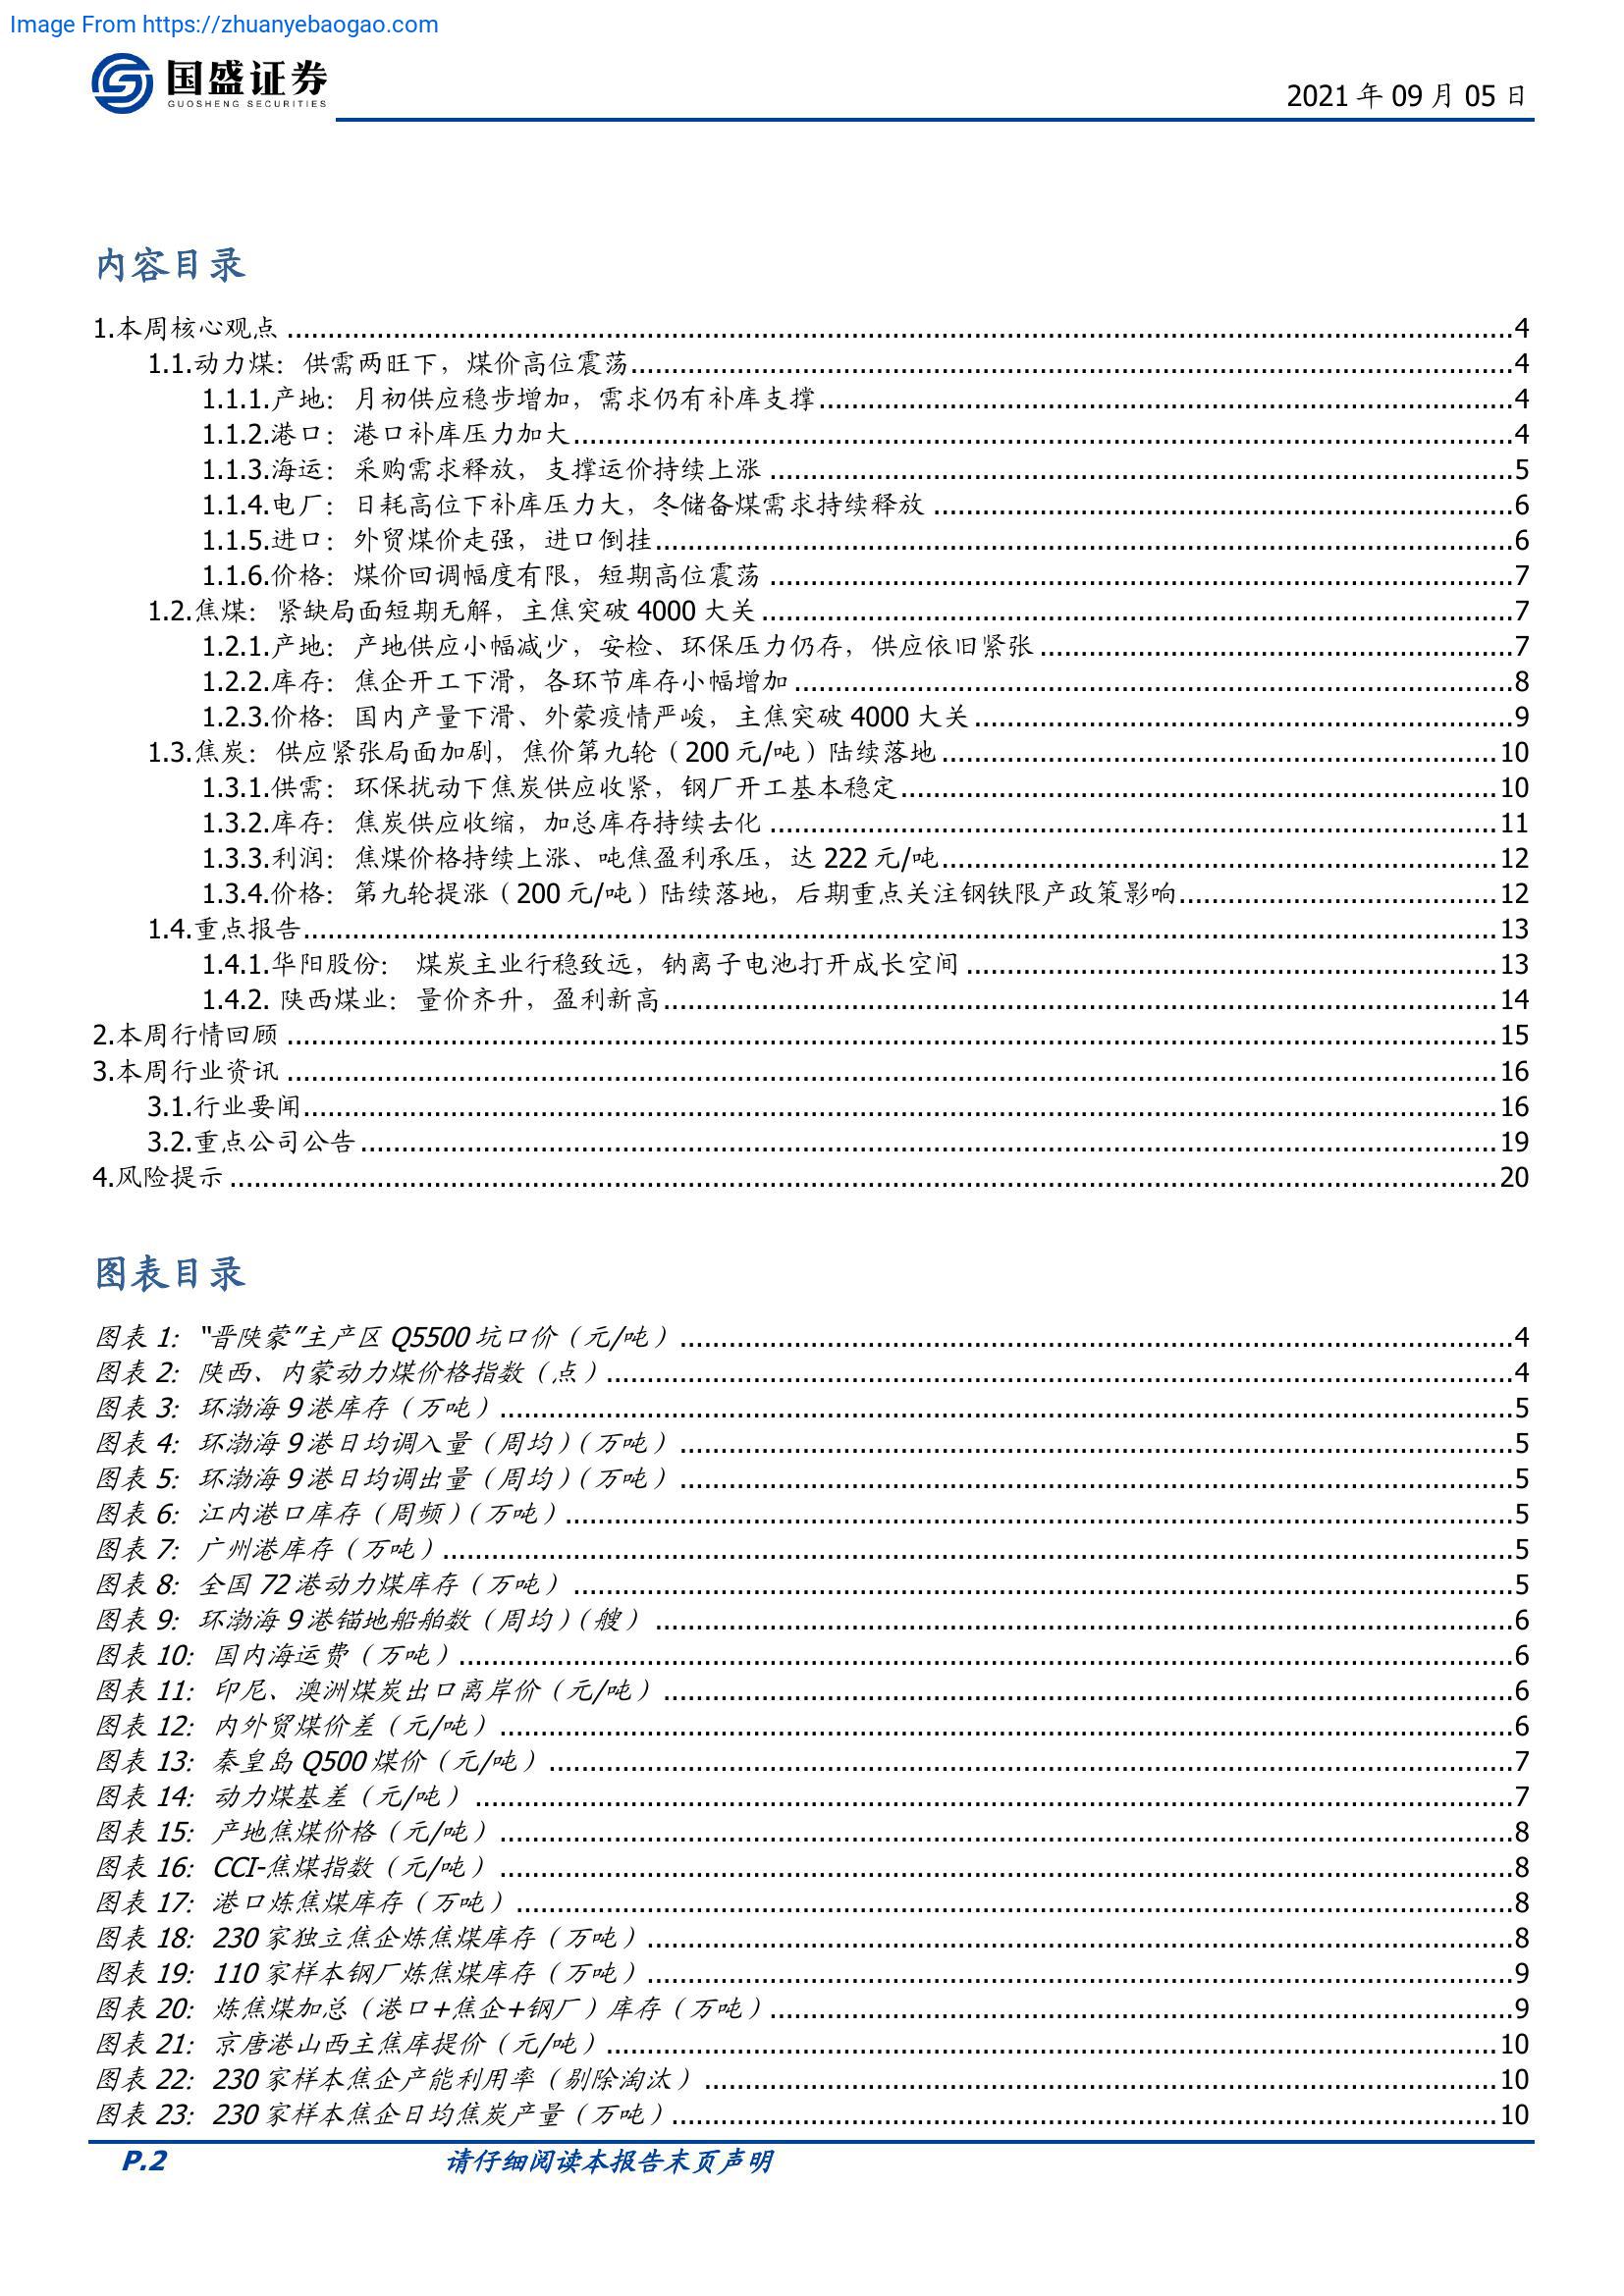 Image From https://zhuanyebaogao.com
国盛证券
GUOSHENG SECURITIES
2021 年 09 月 05 日
内容目录
1.本周核心观点 4
1.1.动力煤：供需两旺下，煤价高位震荡 4
1.1.1.产地：月初供应稳步增加，需求仍有补库支撑 4
1.1.2.港口：港口补库压力加大 4
1.1.3.海运：采购需求释放，支撑运价持续上涨 5
1.1.4.电厂：日耗高位下补库压力大，冬储备煤需求持续释放 6
1.1.5.进口：外贸煤价走强，进口倒挂 6
1.1.6.价格：煤价回调幅度有限，短期高位震荡 7
1.2.焦煤：紧缺局面短期无解，主焦突破 4000 大关 7
1.2.1.产地：产地供应小幅减少，安检、环保压力仍存，供应依旧紧张 7
1.2.2.库存：焦企开工下滑，各环节库存小幅增加 8
1.2.3.价格：国内产量下滑、外蒙疫情严峻，主焦突破 4000 大关 9
1.3.焦炭：供应紧张局面加剧，焦价第九轮（200 元/吨）陆续落地 10
1.3.1.供需：环保扰动下焦炭供应收紧，钢厂开工基本稳定 10
1.3.2.库存：焦炭供应收缩，加总库存持续去化 11
1.3.3.利润：焦煤价格持续上涨、吨焦盈利承压，达 222 元/吨 12
1.3.4.价格：第九轮提涨（200 元/吨）陆续落地，后期重点关注钢铁限产政策影响 12
1.4.重点报告 13
1.4.1.华阳股份： 煤炭主业行稳致远，钠离子电池打开成长空间 13
1.4.2. 陕西煤业：量价齐升，盈利新高 14
2.本周行情回顾 15
3.本周行业资讯 16
3.1.行业要闻 16
3.2.重点公司公告 19
4.风险提示 20
图表目录
图表 1： “晋陕蒙”主产区 Q5500 坑口价（元/吨） 4
图表 2： 陕西、内蒙动力煤价格指数（点） 4
图表 3： 环渤海 9 港库存（万吨） 5
图表 4： 环渤海 9 港日均调入量（周均）（万吨） 5
图表 5： 环渤海 9 港日均调出量（周均）（万吨） 5
图表 6： 江内港口库存（周频）（万吨） 5
图表 7： 广州港库存（万吨） 5
图表 8： 全国 72 港动力煤库存（万吨） 5
图表 9： 环渤海 9 港锚地船舶数（周均）（艘） 6
图表 10： 国内海运费（万吨） 6
图表 11： 印尼、澳洲煤炭出口离岸价（元/吨） 6
图表 12： 内外贸煤价差（元/吨） 6
图表 13： 秦皇岛 Q500 煤价（元/吨） 7
图表 14： 动力煤基差（元/吨） 7
图表 15： 产地焦煤价格（元/吨） 8
图表 16： CCI-焦煤指数（元/吨） 8
图表 17： 港口炼焦煤库存（万吨） 8
图表 18： 230 家独立焦企炼焦煤库存（万吨） 8
图表 19： 110 家样本钢厂炼焦煤库存（万吨） 9
图表 20： 炼焦煤加总（港口+焦企+钢厂）库存（万吨） 9
图表 21： 京唐港山西主焦库提价（元/吨） 10
图表 22： 230 家样本焦企产能利用率（剔除淘汰） 10
图表 23： 230 家样本焦企日均焦炭产量（万吨） 10
P.2 请仔细阅读本报告末页声明